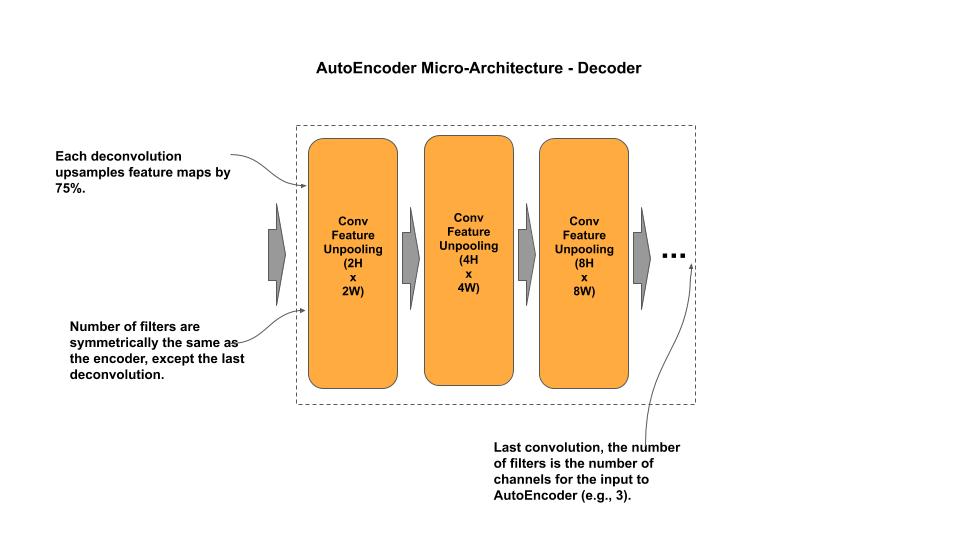 AutoEncoder Micro-Architecture - Decoder
Each deconvolution
upsamples feature maps by
75%.
Conv
Feature
Unpooling
(2H
x
2W)
Conv
Feature
Unpooling
(4H
x
4W)
Conv
Feature
Unpooling
(8H
x
8W)
...
Number of filters are
symmetrically the same as
the encoder, except the last
deconvolution.
Last convolution, the number
of filters is the number of
channels for the input to
AutoEncoder (e.g., 3).